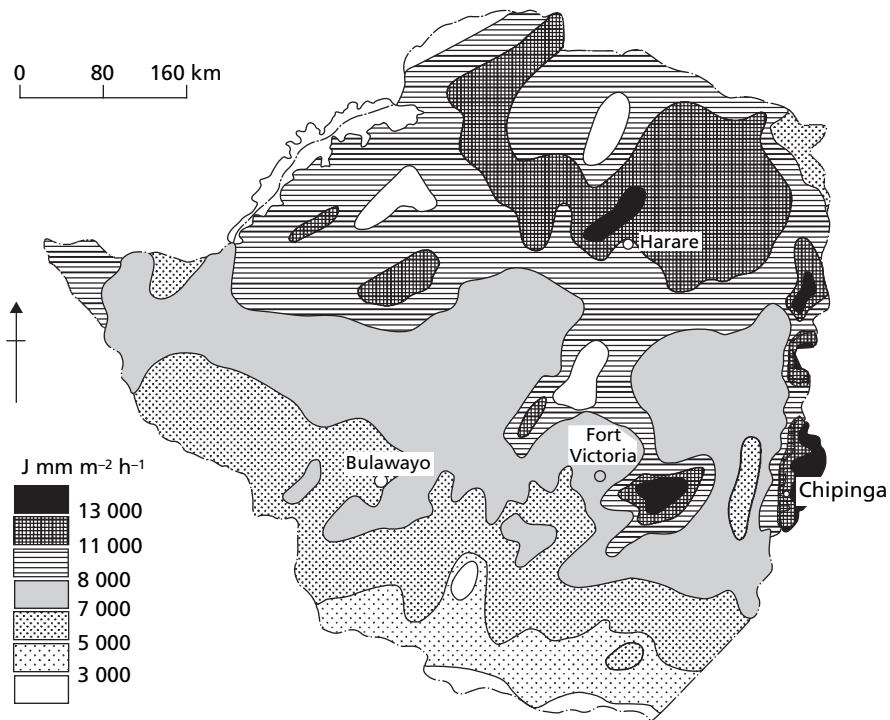 0 80 160 km
Harare
Fort
Victoria
Bulawayo
Chipinga
J mm m⁻² h⁻¹
13 000
11 000
8 000
7 000
5 000
3 000